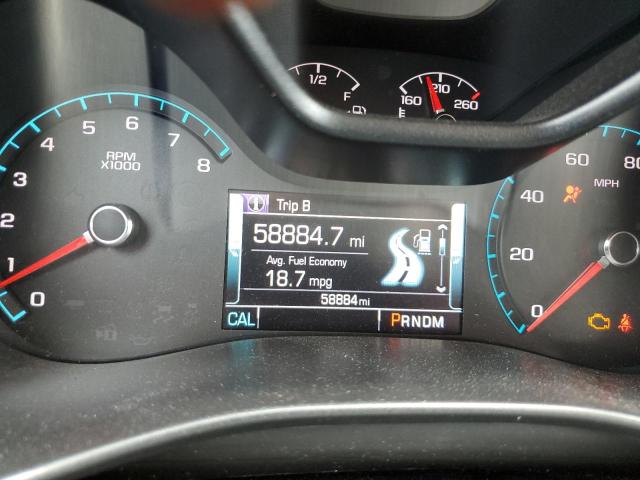 1/2
F
160 210 260
0 1 2 3 4 5 6 7 8
RPM
X1000
Trip B
58884.7 mi
Avg. Fuel Economy
18.7 mpg
58884mi
CAL
PRNDM
0 20 40 60 80
MPH